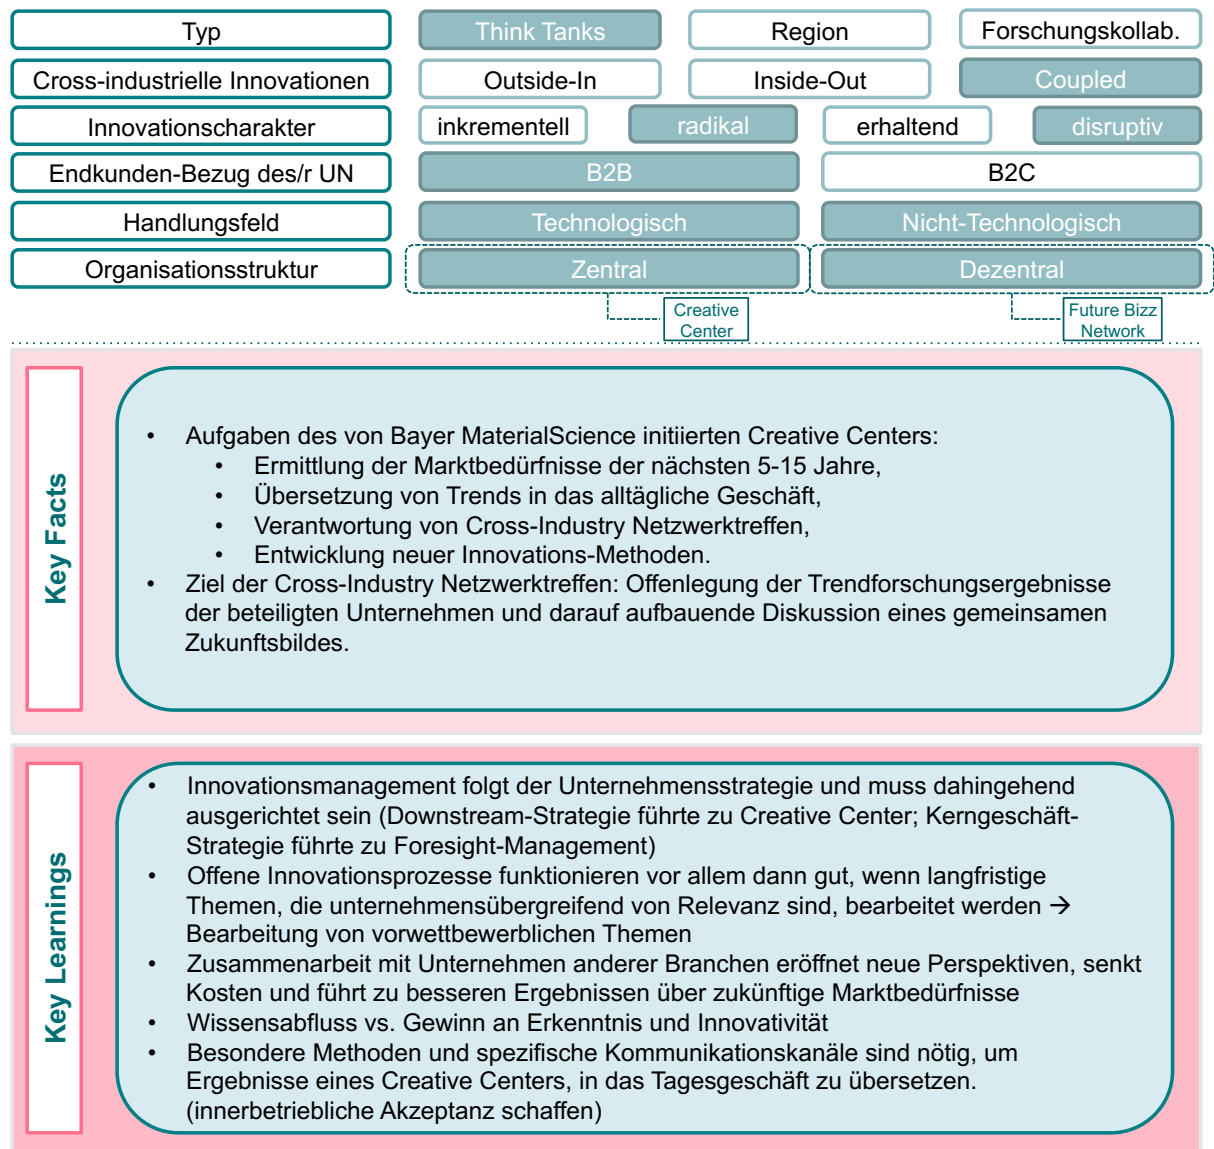 Typ
Think Tanks
Region
Forschungskollab.
Cross-industrielle Innovationen
Outside-In
Inside-Out
Coupled
Innovationscharakter
inkrementell
radikal
erhaltend
disruptiv
Endkunden-Bezug des/r UN
B2B
B2C
Handlungsfeld
Technologisch
Nicht-Technologisch
Organisationsstruktur
Zentral
Dezentral
Creative
Center
Future Bizz
Network
Key Facts
• Aufgaben des von Bayer MaterialScience initiierten Creative Centers:
• Ermittlung der Marktbedürfnisse der nächsten 5-15 Jahre,
• Übersetzung von Trends in das alltägliche Geschäft,
• Verantwortung von Cross-Industry Netzwerktreffen,
• Entwicklung neuer Innovations-Methoden.
• Ziel der Cross-Industry Netzwerktreffen: Offenlegung der Trendforschungsergebnisse
der beteiligten Unternehmen und darauf aufbauende Diskussion eines gemeinsamen
Zukunftsbildes.
Key Learnings
• Innovationsmanagement folgt der Unternehmensstrategie und muss dahingehend
ausgerichtet sein (Downstream-Strategie führte zu Creative Center; Kerngeschäft-
Strategie führte zu Foresight-Management)
• Offene Innovationsprozesse funktionieren vor allem dann gut, wenn langfristige
Themen, die unternehmensübergreifend von Relevanz sind, bearbeitet werden →
Bearbeitung von vorwettbewerblichen Themen
• Zusammenarbeit mit Unternehmen anderer Branchen eröffnet neue Perspektiven, senkt
Kosten und führt zu besseren Ergebnissen über zukünftige Marktbedürfnisse
• Wissensabfluss vs. Gewinn an Erkenntnis und Innovativität
• Besondere Methoden und spezifische Kommunikationskanäle sind nötig, um
Ergebnisse eines Creative Centers, in das Tagesgeschäft zu übersetzen.
(innerbetriebliche Akzeptanz schaffen)